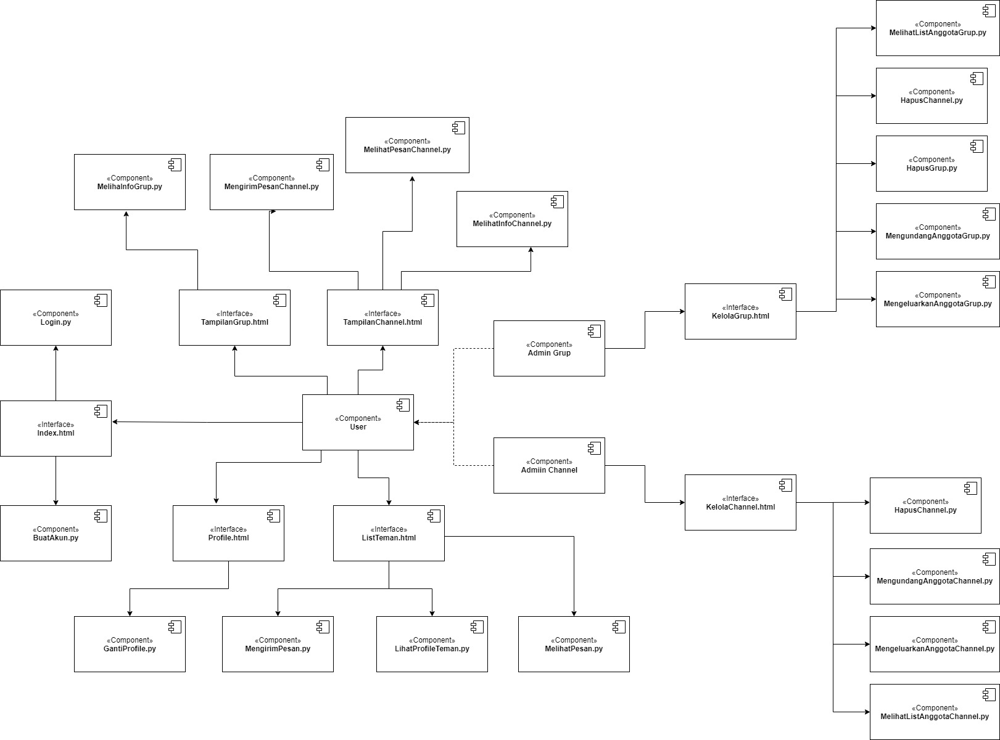 «Component»
MelihatListAnggotaGrup.py
«Component»
HapusChannel.py
«Component»
MelihatPesanChannel.py
«Component»
HapusGrup.py
«Component»
MelihaInfoGrup.py
«Component»
MengirimPesanChannel.py
«Component»
MelihatInfoChannel.py
«Component»
MengundangAnggotaGrup.py
«Component»
MengeluarkanAnggotaGrup.py
«Component»
Login.py
«Interface»
TampilanGrup.html
«Interface»
TampilanChannel.html
«Interface»
KelolaGrup.html
«Component»
Admin Grup
«Interface»
Index.html
«Component»
User
«Component»
Admiin Channel
«Interface»
KelolaChannel.html
«Component»
HapusChannel.py
«Component»
BuatAkun.py
«Interface»
Profile.html
«Interface»
ListTeman.html
«Component»
MengundangAnggotaChannel.py
«Component»
GantiProfile.py
«Component»
MengirimPesan.py
«Component»
LihatProfileTeman.py
«Component»
MelihatPesan.py
«Component»
MengeluarkanAnggotaChannel.py
«Component»
MelihatListAnggotaChannel.py